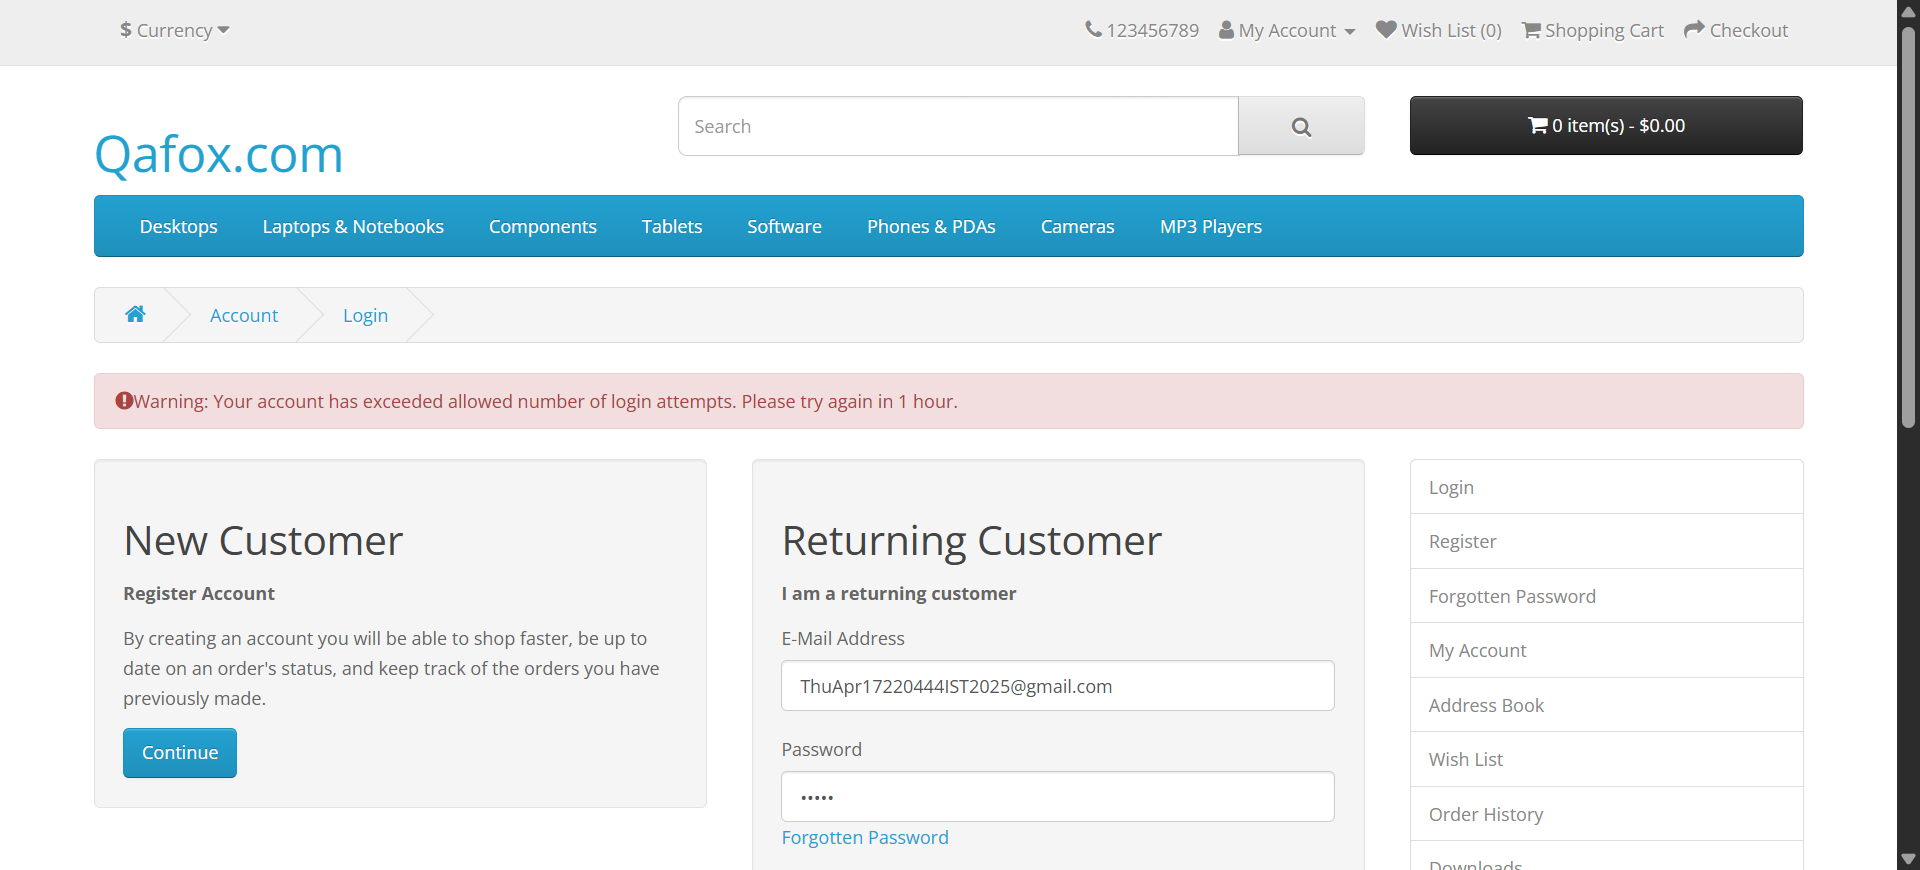 $ Currency
123456789 My Account Wish List (0) Shopping Cart Checkout
Qafox.com
Search
0 item(s) - $0.00
Desktops Laptops & Notebooks Components Tablets Software Phones & PDAs Cameras MP3 Players
Account Login
Warning: Your account has exceeded allowed number of login attempts. Please try again in 1 hour.
New Customer
Register Account
By creating an account you will be able to shop faster, be up to
date on an order's status, and keep track of the orders you have
previously made.
Continue
Returning Customer
I am a returning customer
E-Mail Address
ThuApr17220444IST2025@gmail.com
Password
•••••
Forgotten Password
Login
Register
Forgotten Password
My Account
Address Book
Wish List
Order History
Downloads